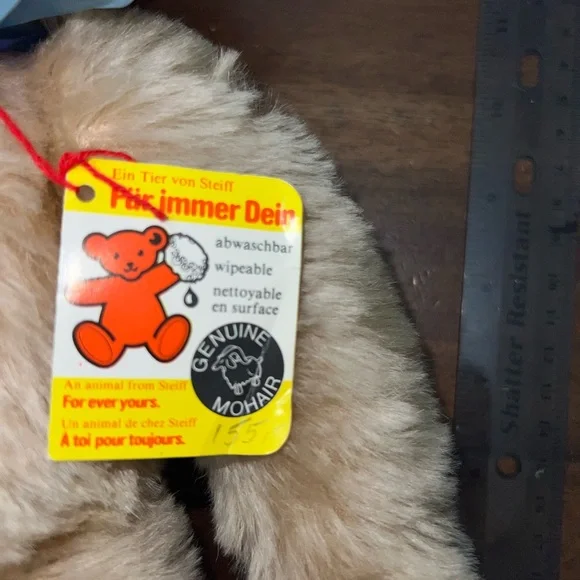 Ein Tier von Steiff
Für immer Dein
abwaschbar
wipeable
nettoyable
en surface
GENUINE
MOHAIR
An animal from Steiff
For ever yours.
Un animal de chez Steiff
À toi pour toujours.
155
Shatter Resistant